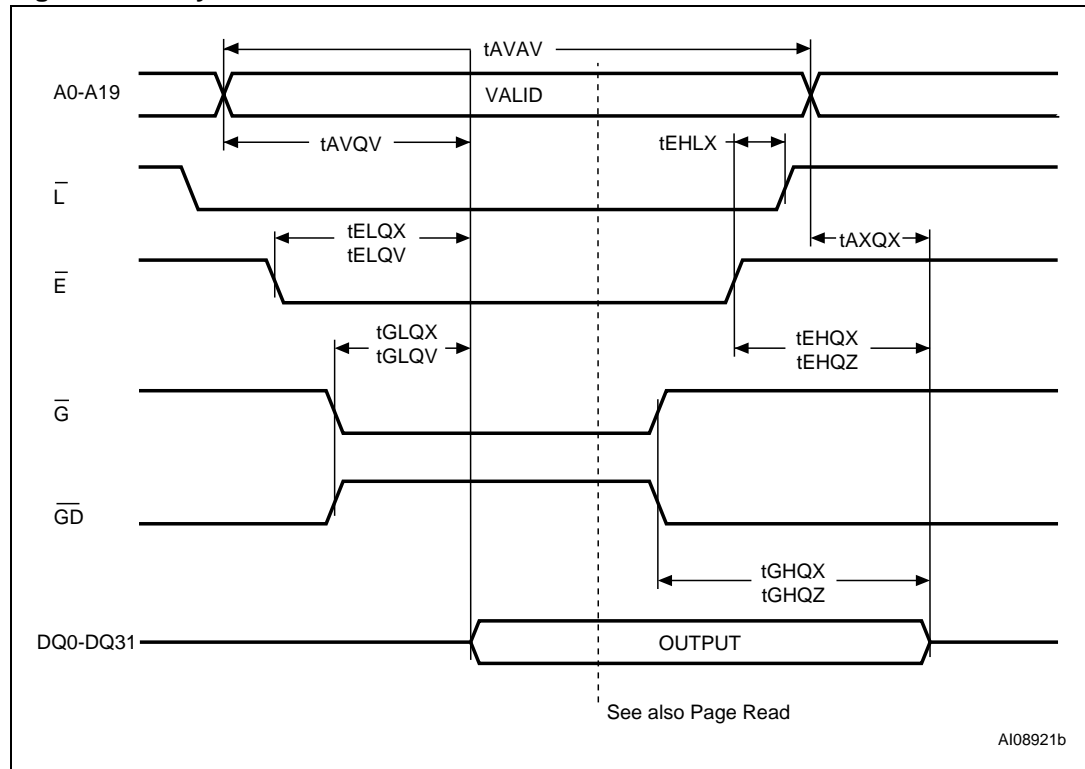 tAVAV
A0-A19
VALID
tAVQV
tEHLX
L̅
tELQX
tELQV
tAXQX
E̅
tGLQX
tGLQV
tEHQX
tEHQZ
G̅
G̅D̅
tGHQX
tGHQZ
DQ0-DQ31
OUTPUT
See also Page Read
AI08921b